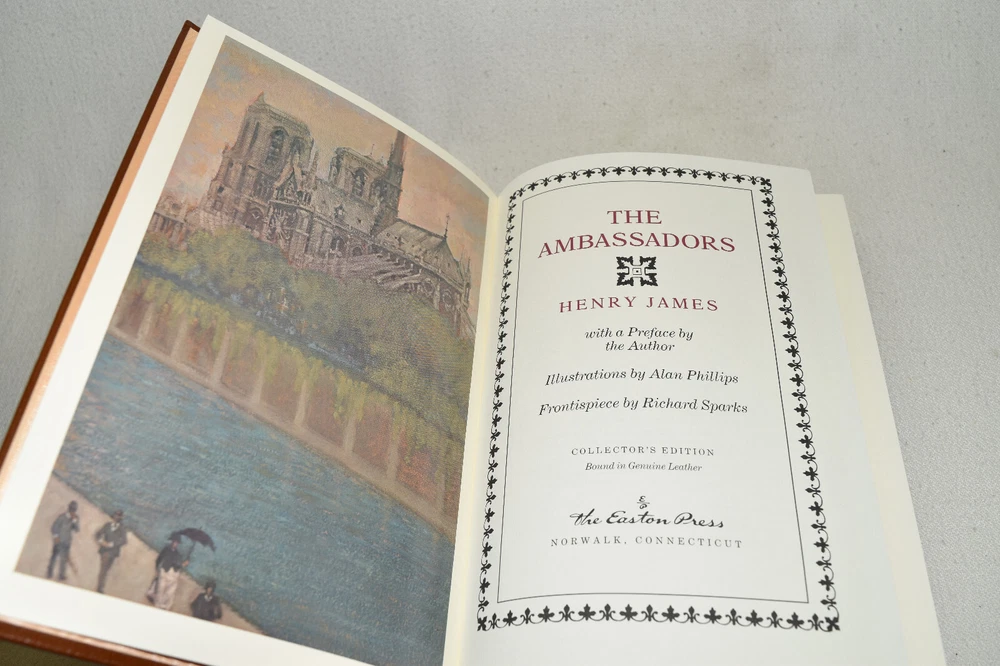 THE
AMBASSADORS
HENRY JAMES
with a Preface by
the Author
Illustrations by Alan Phillips
Frontispiece by Richard Sparks
COLLECTOR'S EDITION
Bound in Genuine Leather
The Easton Press
NORWALK, CONNECTICUT